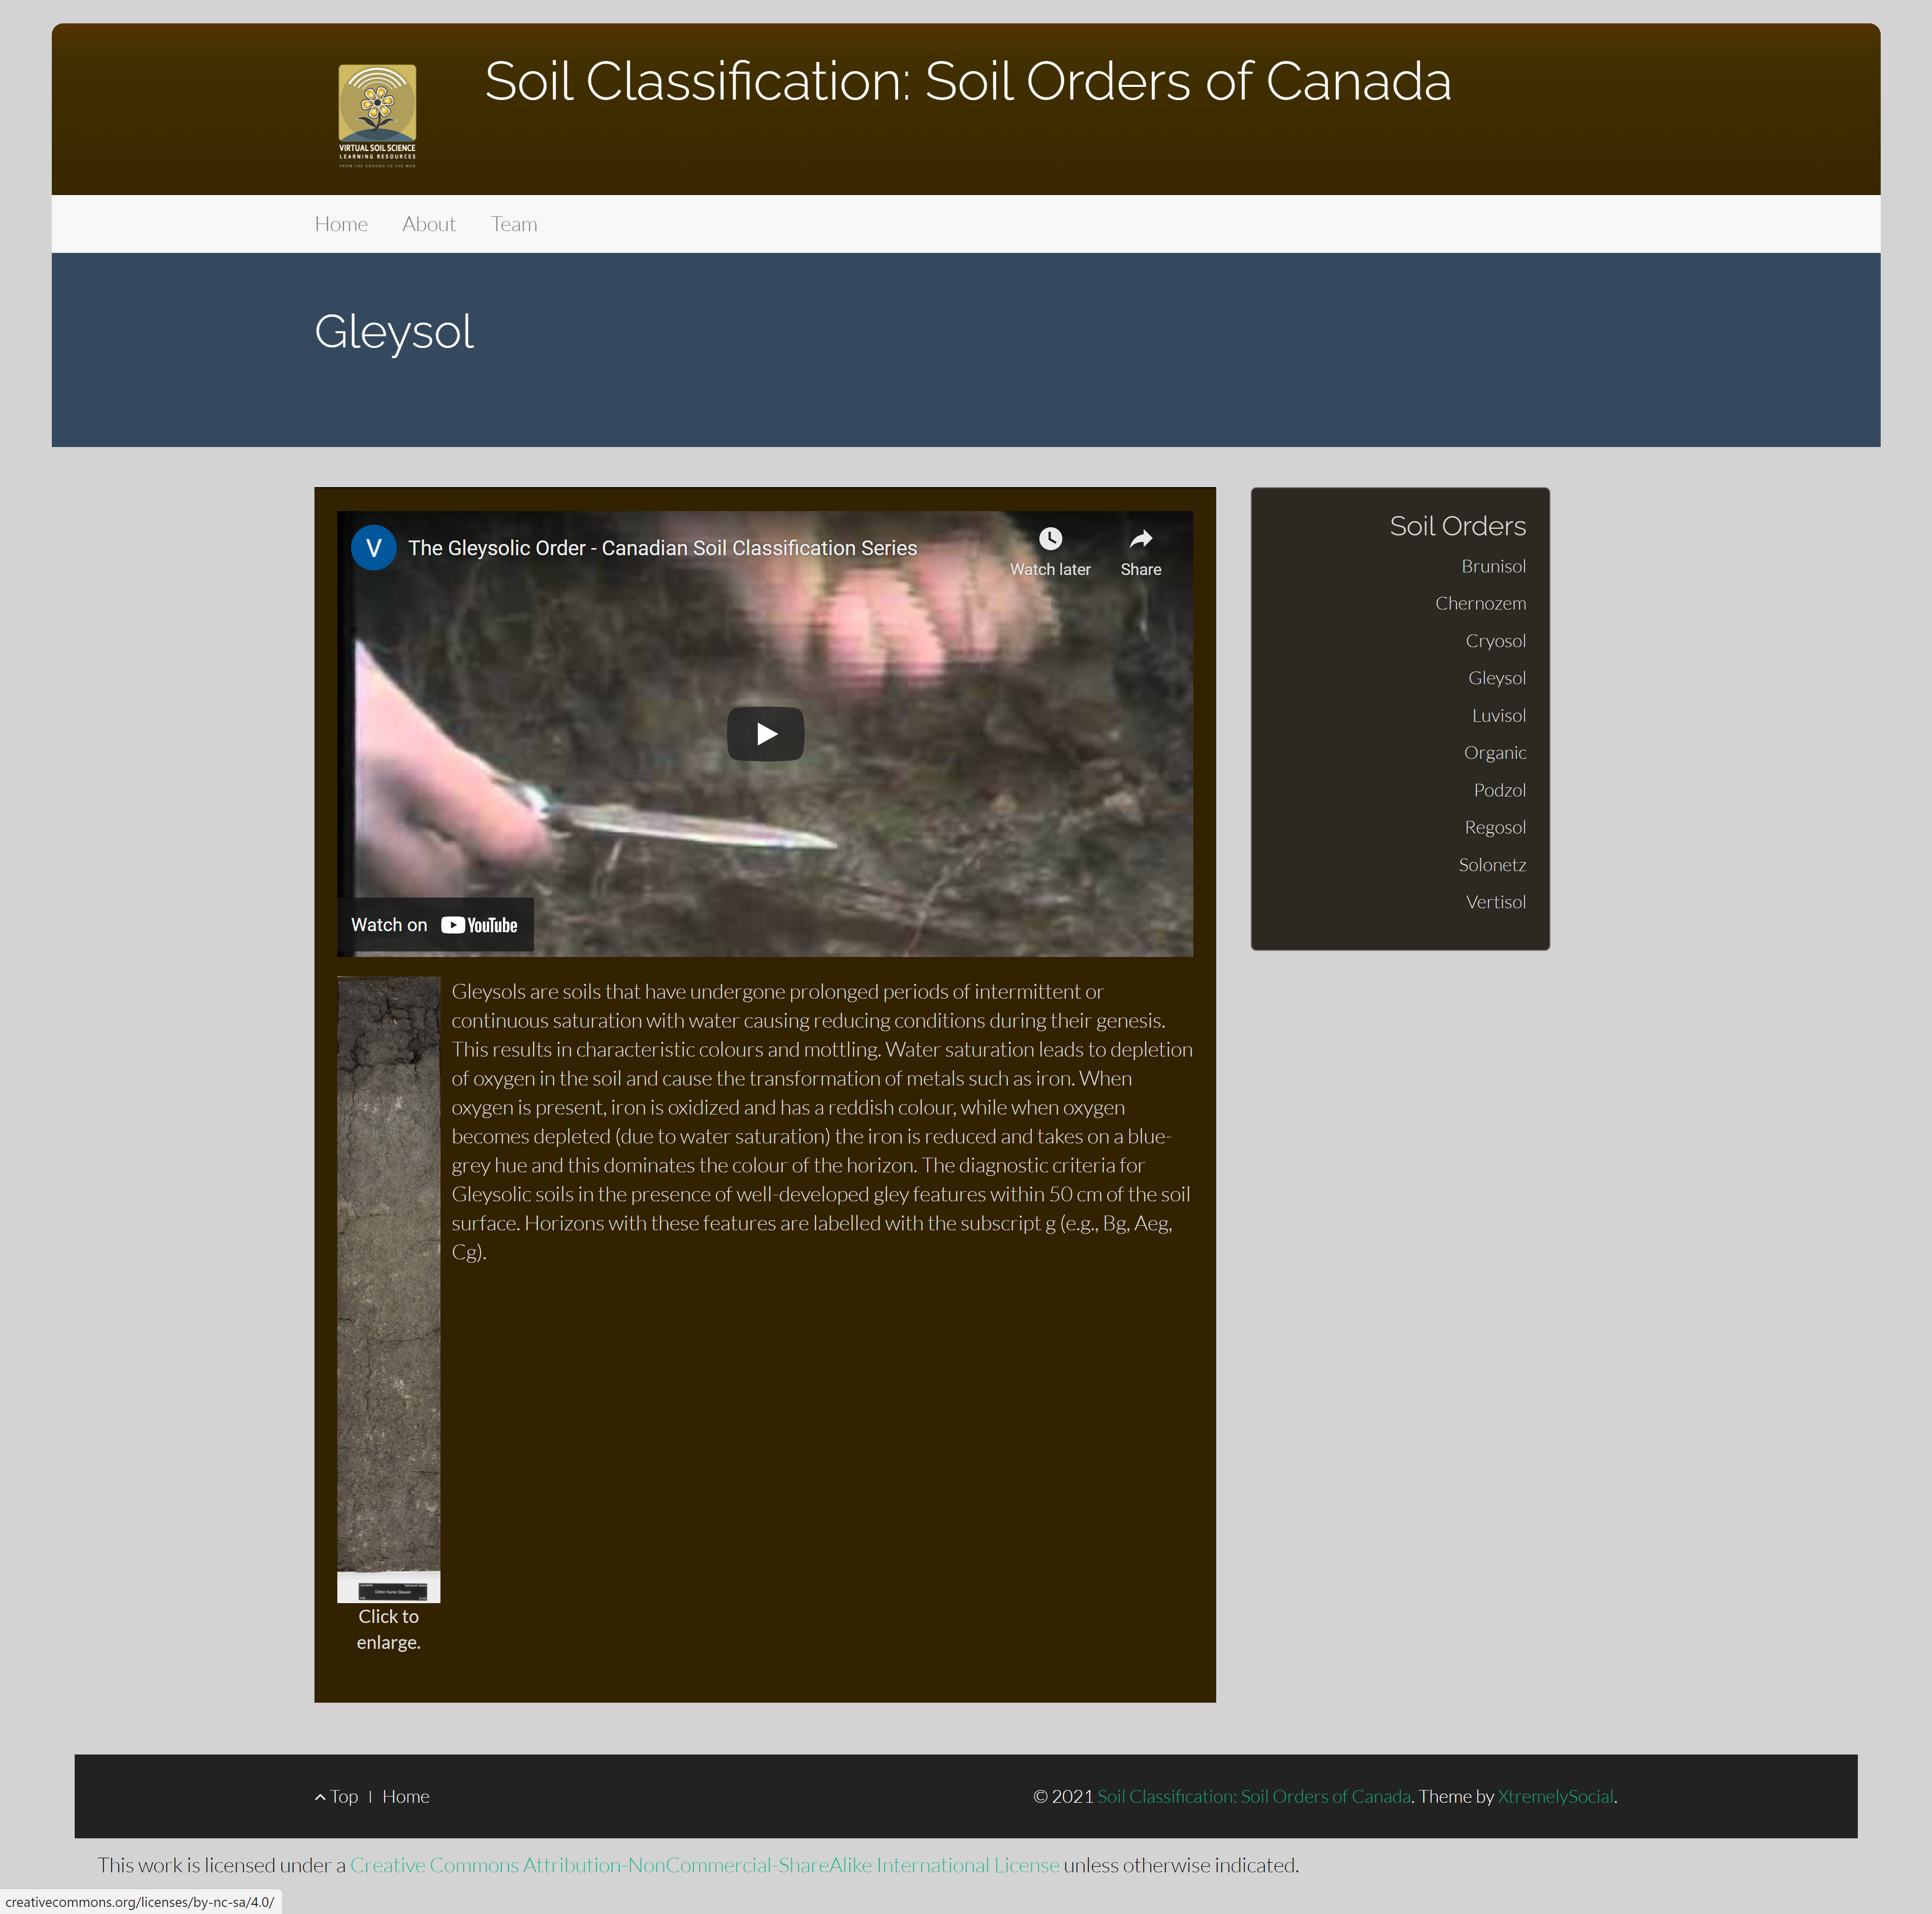 Soil Classification: Soil Orders of Canada
VIRTUAL SOIL SCIENCE
LEARNING RESOURCES
FROM THE GROUND TO THE WEB
Home About Team
Gleysol
V The Gleysolic Order - Canadian Soil Classification Series
Watch later Share
Watch on YouTube
Gleysols are soils that have undergone prolonged periods of intermittent or
continuous saturation with water causing reducing conditions during their genesis.
This results in characteristic colours and mottling. Water saturation leads to depletion
of oxygen in the soil and cause the transformation of metals such as iron. When
oxygen is present, iron is oxidized and has a reddish colour, while when oxygen
becomes depleted (due to water saturation) the iron is reduced and takes on a blue-
grey hue and this dominates the colour of the horizon. The diagnostic criteria for
Gleysolic soils in the presence of well-developed gley features within 50 cm of the soil
surface. Horizons with these features are labelled with the subscript g (e.g., Bg, Aeg,
Cg).
Orthic Humic Gleysol
Click to
enlarge.
Soil Orders
Brunisol
Chernozem
Cryosol
Gleysol
Luvisol
Organic
Podzol
Regosol
Solonetz
Vertisol
Top | Home
© 2021 Soil Classification: Soil Orders of Canada. Theme by XtremelySocial.
This work is licensed under a Creative Commons Attribution-NonCommercial-ShareAlike International License unless otherwise indicated.
creativecommons.org/licenses/by-nc-sa/4.0/